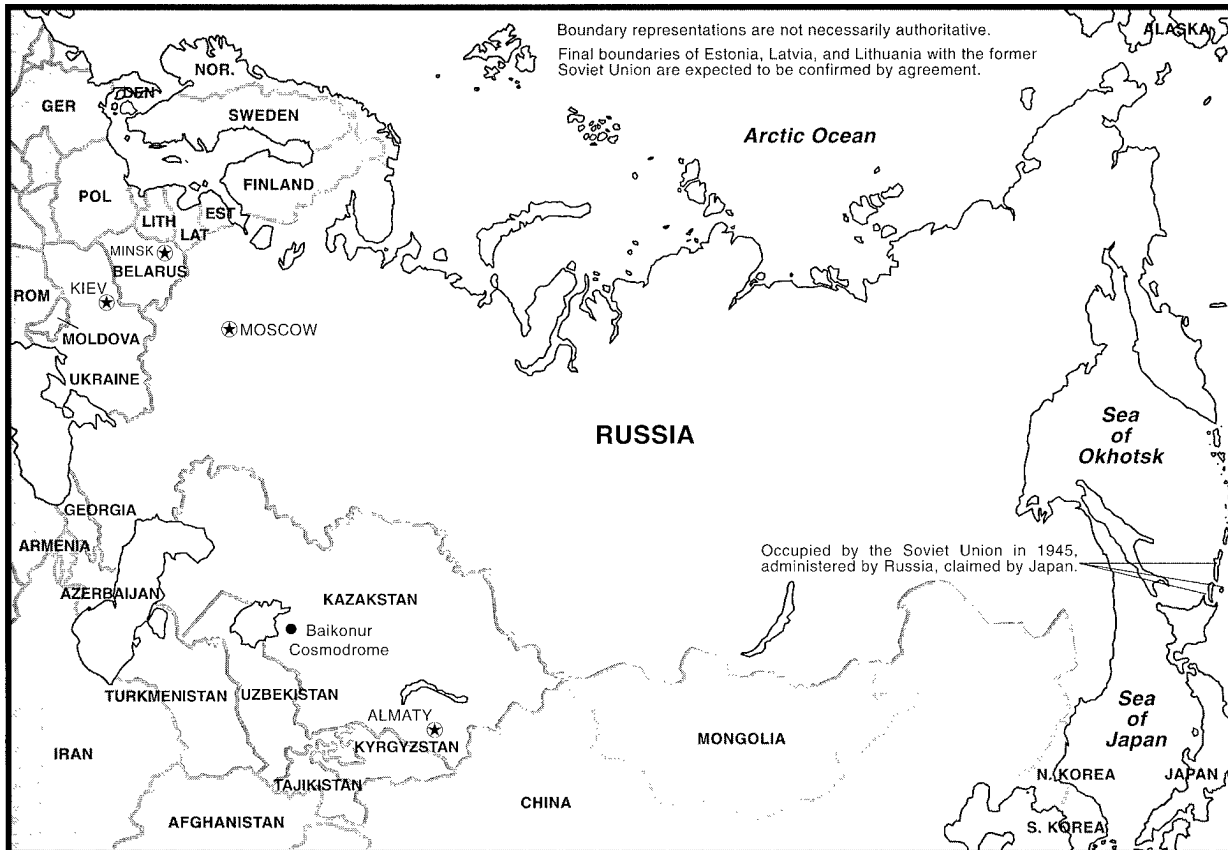 Boundary representations are not necessarily authoritative.
Final boundaries of Estonia, Latvia, and Lithuania with the former
Soviet Union are expected to be confirmed by agreement.
ALASKA
NOR.
DEN
GER
SWEDEN
Arctic Ocean
FINLAND
POL
EST
LITH
LAT
MINSK
BELARUS
KIEV
ROM
MOSCOW
MOLDOVA
UKRAINE
RUSSIA
Sea
of
Okhotsk
GEORGIA
ARMENIA
Occupied by the Soviet Union in 1945,
administered by Russia, claimed by Japan.
AZERBAIJAN
KAZAKSTAN
Baikonur
Cosmodrome
TURKMENISTAN
UZBEKISTAN
ALMATY
KYRGYZSTAN
Sea
of
Japan
MONGOLIA
IRAN
TAJIKISTAN
N. KOREA
JAPAN
CHINA
AFGHANISTAN
S. KOREA